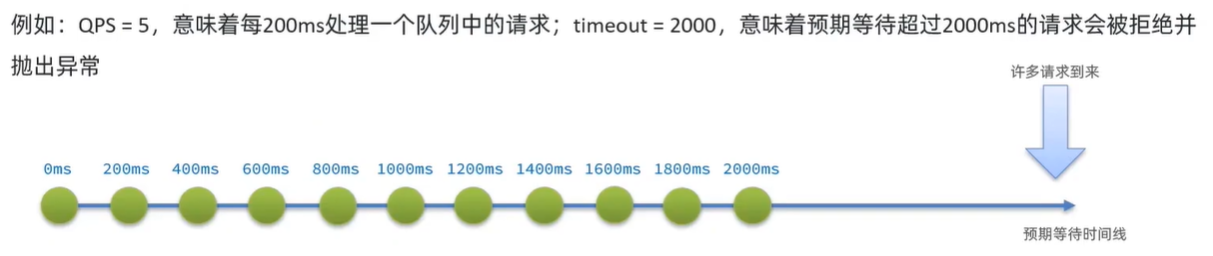 例如：QPS = 5，意味着每200ms处理一个队列中的请求；timeout = 2000，意味着预期等待超过2000ms的请求会被拒绝并
抛出异常
许多请求到来
0ms 200ms 400ms 600ms 800ms 1000ms 1200ms 1400ms 1600ms 1800ms 2000ms
预期等待时间线